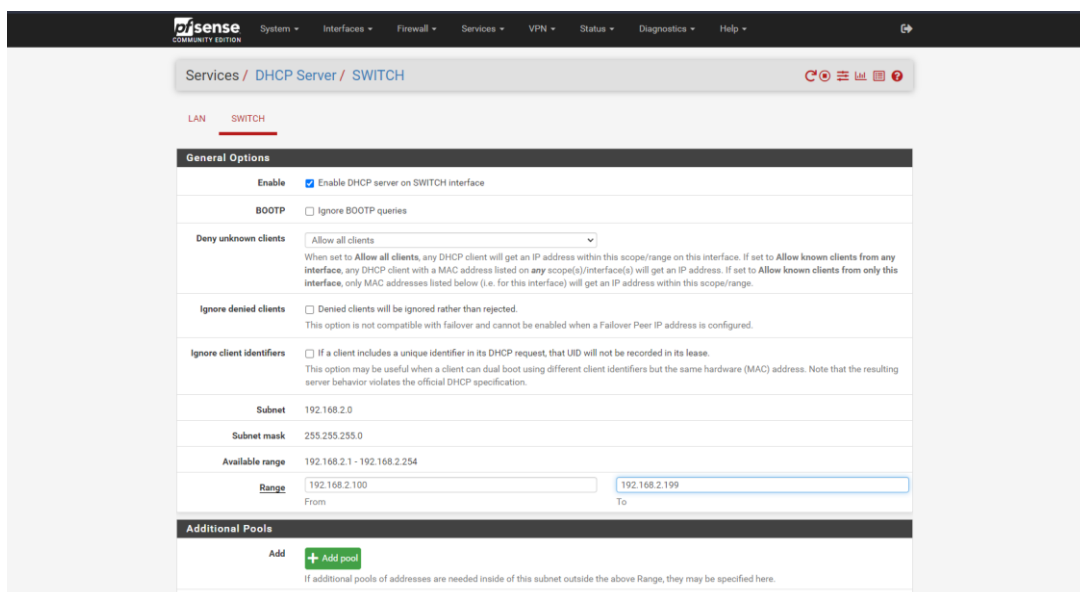 pfsense
COMMUNITY EDITION
System Interfaces Firewall Services VPN Status Diagnostics Help
Services / DHCP Server / SWITCH
LAN SWITCH
General Options
Enable Enable DHCP server on SWITCH interface
BOOTP Ignore BOOTP queries
Deny unknown clients Allow all clients
When set to Allow all clients, any DHCP client will get an IP address within this scope/range on this interface. If set to Allow known clients from any
interface, any DHCP client with a MAC address listed on any scope(s)/interface(s) will get an IP address. If set to Allow known clients from only this
interface, only MAC addresses listed below (i.e. for this interface) will get an IP address within this scope/range.
Ignore denied clients Denied clients will be ignored rather than rejected.
This option is not compatible with failover and cannot be enabled when a Failover Peer IP address is configured.
Ignore client identifiers If a client includes a unique identifier in its DHCP request, that UID will not be recorded in its lease.
This option may be useful when a client can dual boot using different client identifiers but the same hardware (MAC) address. Note that the resulting
server behavior violates the official DHCP specification.
Subnet 192.168.2.0
Subnet mask 255.255.255.0
Available range 192.168.2.1 - 192.168.2.254
Range 192.168.2.100 192.168.2.199
From To
Additional Pools
Add Add pool
If additional pools of addresses are needed inside of this subnet outside the above Range, they may be specified here.